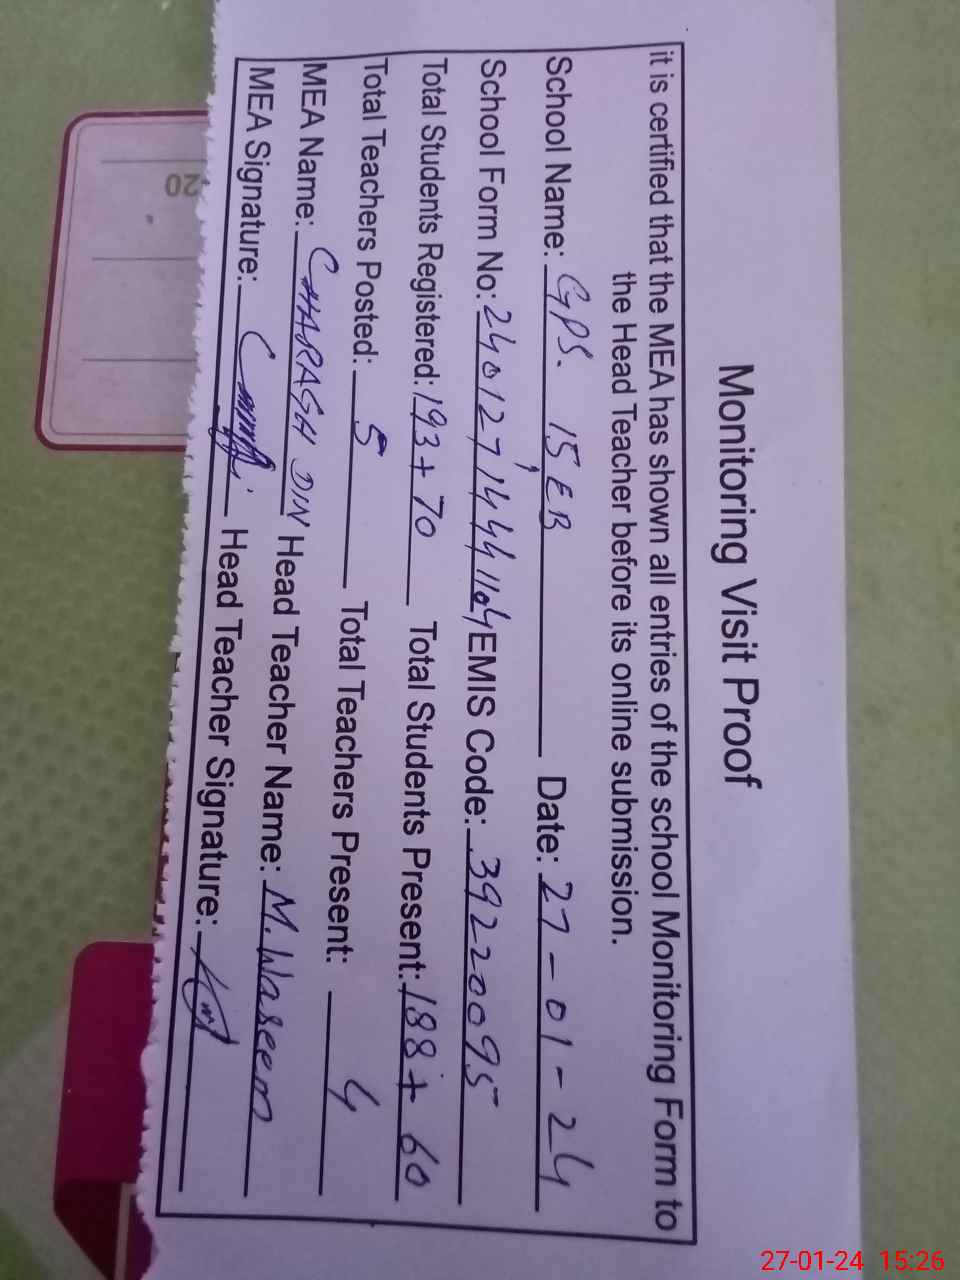 Monitoring Visit Proof
it is certified that the MEA has shown all entries of the school Monitoring Form to
the Head Teacher before its online submission.
School Name: GPS. 15 EB Date: 27-01-24
School Form No: EMIS Code: 39220095
Total Students Registered: 193+70 Total Students Present: 188+60
Total Teachers Posted: 5 Total Teachers Present: 4
MEA Name: CHARAGH DIN Head Teacher Name: M. Waseem
MEA Signature: Head Teacher Signature:
20
27-01-24 15:26